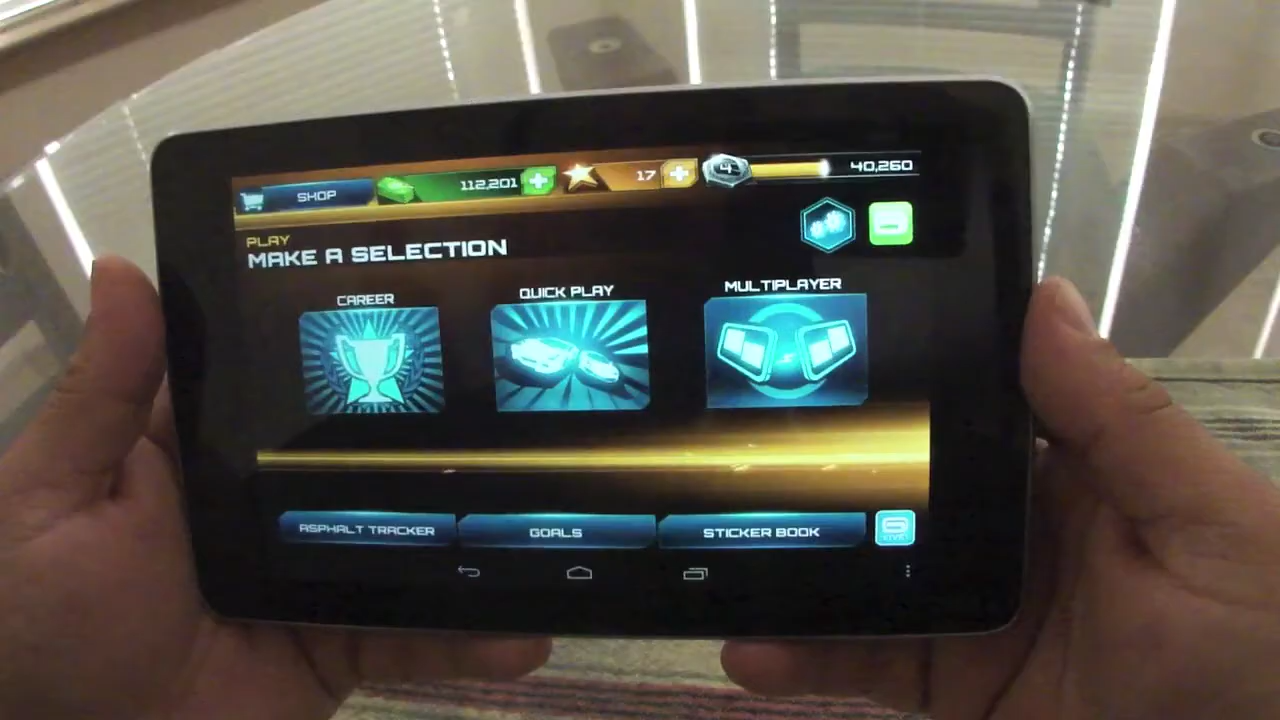 SHOP
112,201
17
4
40,260
PLAY
MAKE A SELECTION
CAREER
QUICK PLAY
MULTIPLAYER
ASPHALT TRACKER
GOALS
STICKER BOOK